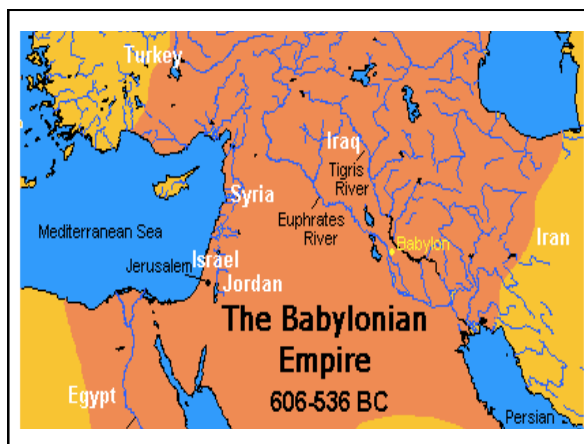 Turkey
Iraq
Tigris
River
Syria
Euphrates
River
Babylon
Mediterranean Sea
Iran
Israel
Jerusalem
Jordan
The Babylonian
Empire
606-536 BC
Egypt
Persian